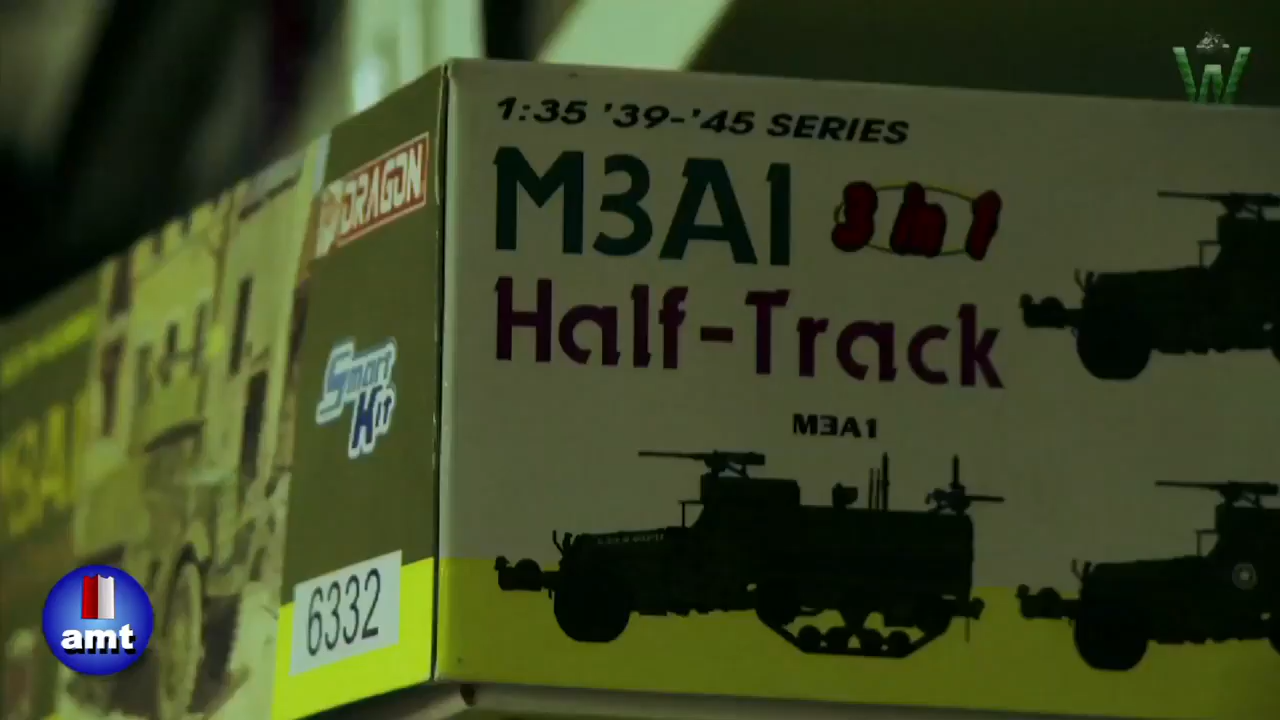 1:35 '39-'45 SERIES
DRAGON
M3A1
3 in 1
Half-Track
Smart
Kit
M3A1
6332
amt
W